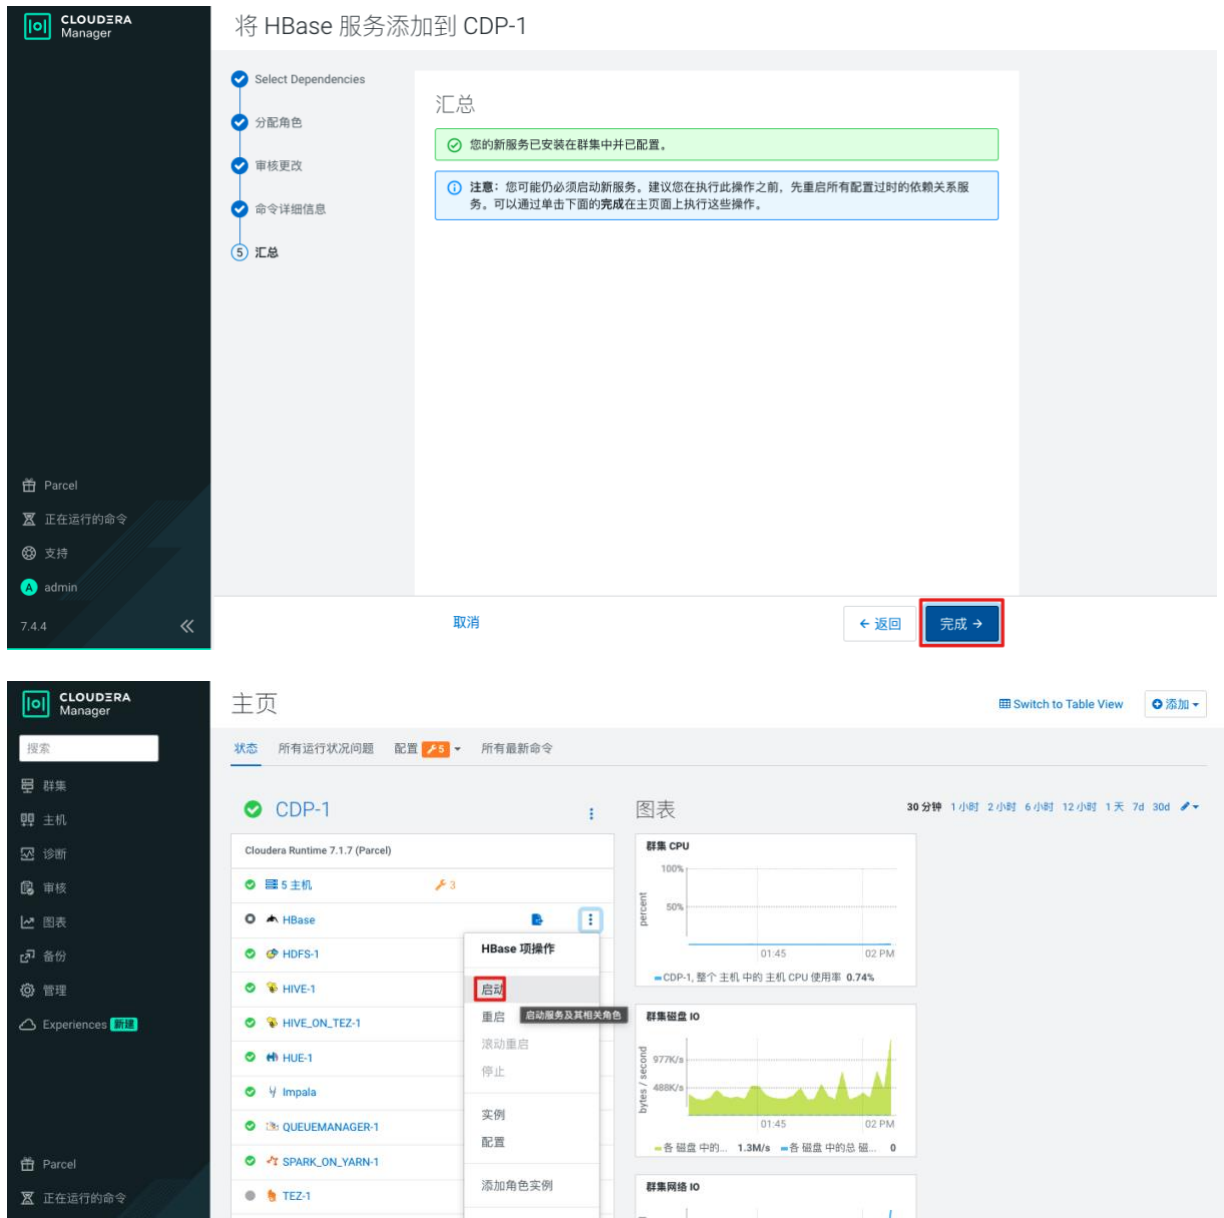 CLOUDERA
Manager
将 HBase 服务添加到 CDP-1
Select Dependencies
分配角色
审核更改
命令详细信息
5 汇总
汇总
您的新服务已安装在群集中并已配置。
注意：您可能仍必须启动新服务。建议您在执行此操作之前，先重启所有配置过时的依赖关系服
务。可以通过单击下面的完成在主页面上执行这些操作。
Parcel
正在运行的命令
支持
A admin
7.4.4
取消
返回
完成
CLOUDERA
Manager
主页
Switch to Table View
添加
搜索
状态 所有运行状况问题 配置 5 所有最新命令
群集
主机
诊断
审核
图表
备份
管理
Experiences 新建
Parcel
正在运行的命令
CDP-1
Cloudera Runtime 7.1.7 (Parcel)
5 主机 3
HBase
HDFS-1
HIVE-1
HIVE_ON_TEZ-1
HUE-1
Impala
QUEUEMANAGER-1
SPARK_ON_YARN-1
TEZ-1
HBase 项操作
启动
重启
启动服务及其相关角色
滚动重启
停止
实例
配置
添加角色实例
图表
30 分钟 1 小时 2 小时 6 小时 12 小时 1 天 7d 30d
群集 CPU
percent
100%
50%
01:45
02 PM
CDP-1, 整个 主机 中的 主机 CPU 使用率 0.74%
群集磁盘 IO
bytes / second
977K/s
488K/s
01:45
02 PM
各 磁盘 中的... 1.3M/s 各 磁盘 中的总 磁... 0
群集网络 IO